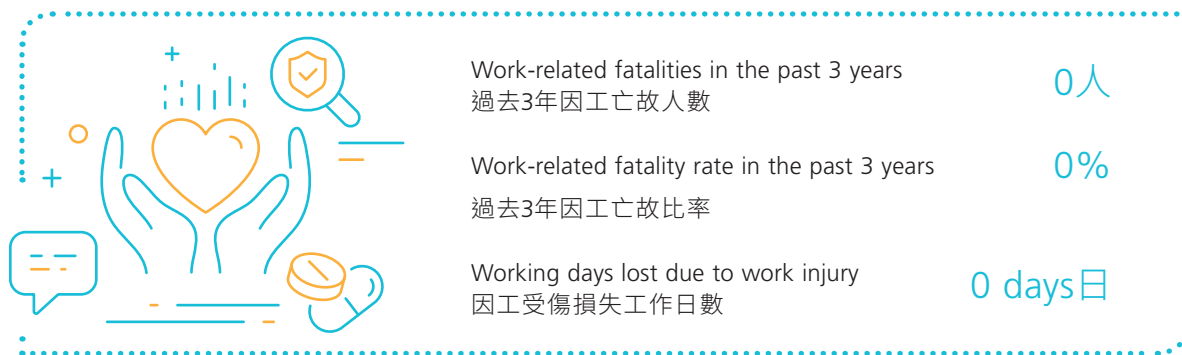 Work-related fatalities in the past 3 years
過去3年因工亡故人數
0人
Work-related fatality rate in the past 3 years
過去3年因工亡故比率
0%
Working days lost due to work injury
因工受傷損失工作日數
0 days日